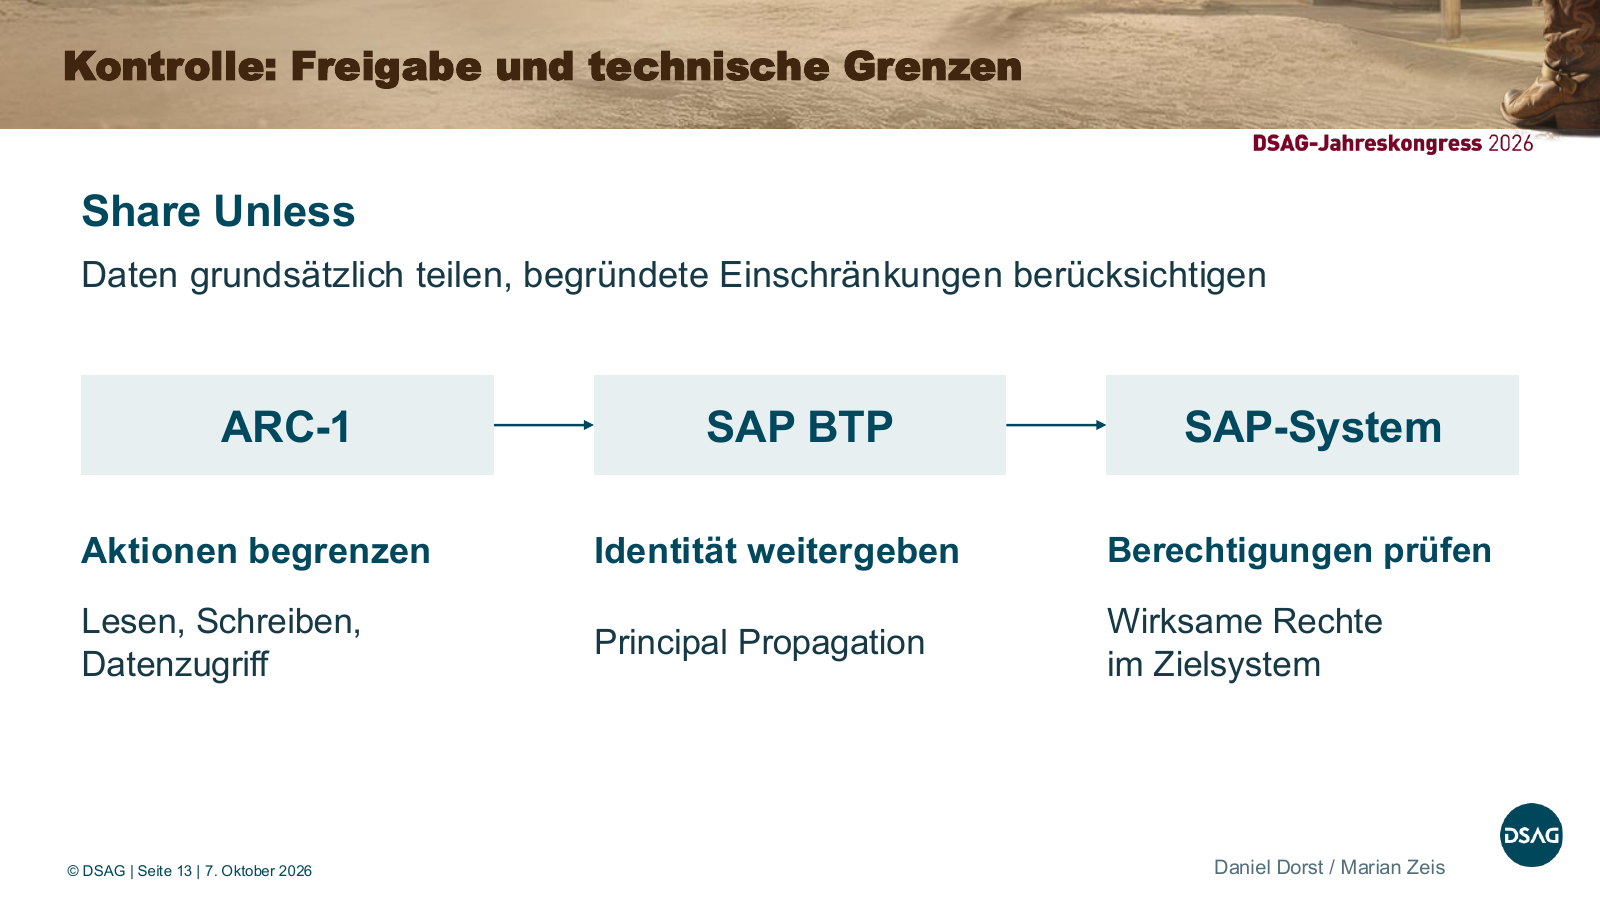 Kontrolle: Freigabe und technische Grenzen
DSAG-Jahreskongress 2026
Share Unless
Daten grundsätzlich teilen, begründete Einschränkungen berücksichtigen
ARC-1
SAP BTP
SAP-System
Aktionen begrenzen
Lesen, Schreiben,
Datenzugriff
Identität weitergeben
Principal Propagation
Berechtigungen prüfen
Wirksame Rechte
im Zielsystem
© DSAG | Seite 13 | 7. Oktober 2026
Daniel Dorst / Marian Zeis
DSAG